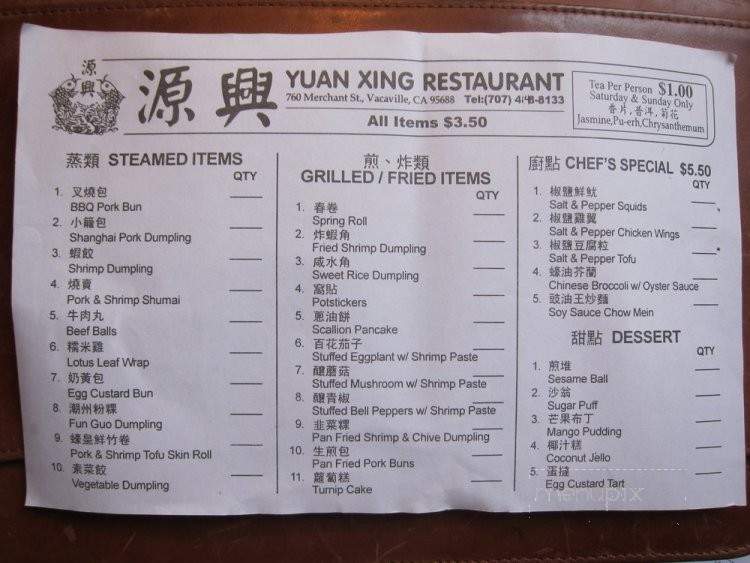 源興
源興 YUAN XING RESTAURANT
760 Merchant St., Vacaville, CA 95688 Tel:(707) 448-8133
All Items $3.50
Tea Per Person $1.00
Saturday & Sunday Only
香片,普洱,菊花
Jasmine,Pu-erh,Chrysanthemum
蒸類 STEAMED ITEMS
QTY
1. 叉燒包
BBQ Pork Bun
2. 小籠包
Shanghai Pork Dumpling
3. 蝦餃
Shrimp Dumpling
4. 燒賣
Pork & Shrimp Shumai
5. 牛肉丸
Beef Balls
6. 糯米雞
Lotus Leaf Wrap
7. 奶黃包
Egg Custard Bun
8. 潮州粉粿
Fun Guo Dumpling
9. 蠔皇鮮竹卷
Pork & Shrimp Tofu Skin Roll
10. 素菜餃
Vegetable Dumpling
煎、炸類
GRILLED / FRIED ITEMS
QTY
1. 春卷
Spring Roll
2. 炸蝦角
Fried Shrimp Dumpling
3. 咸水角
Sweet Rice Dumpling
4. 窩貼
Potstickers
5. 蔥油餅
Scallion Pancake
6. 百花茄子
Stuffed Eggplant w/ Shrimp Paste
7. 釀蘑菇
Stuffed Mushroom w/ Shrimp Paste
8. 釀青椒
Stuffed Bell Peppers w/ Shrimp Paste
9. 韭菜粿
Pan Fried Shrimp & Chive Dumpling
10. 生煎包
Pan Fried Pork Buns
11. 蘿蔔糕
Turnip Cake
廚點 CHEF'S SPECIAL $5.50
QTY
1. 椒鹽鮮魷
Salt & Pepper Squids
2. 椒鹽雞翼
Salt & Pepper Chicken Wings
3. 椒鹽豆腐粒
Salt & Pepper Tofu
4. 蠔油芥蘭
Chinese Broccoli w/ Oyster Sauce
5. 豉油王炒麵
Soy Sauce Chow Mein
甜點 DESSERT
QTY
1. 煎堆
Sesame Ball
2. 沙翁
Sugar Puff
3. 芒果布丁
Mango Pudding
4. 椰汁糕
Coconut Jello
5. 蛋撻
Egg Custard Tart
menupix